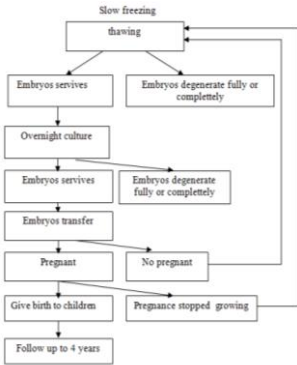 Slow freezing
thawing
Embryos servives
Embryos degenerate fully or
complettely
Overnight culture
Embryos servives
Embryos degenerate
fully or completely
Embryos transfer
Pregnant
No pregnant
Give birth to children
Pregnance stopped growing
Follow up to 4 years